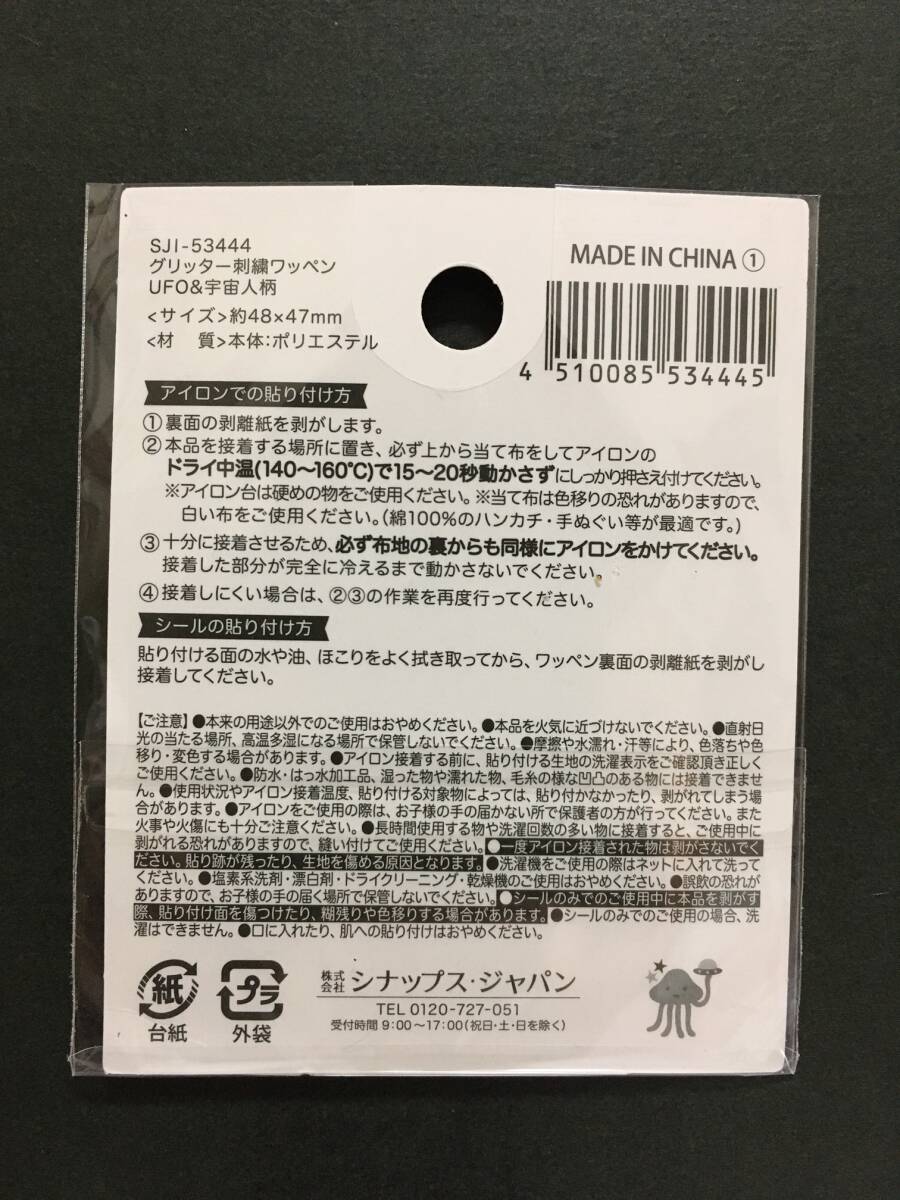 SJI-53444
グリッター刺繍ワッペン
UFO&宇宙人柄
<サイズ>約48×47mm
<材　質>本体:ポリエステル
MADE IN CHINA ①
4 510085 534445
アイロンでの貼り付け方
①裏面の剥離紙を剥がします。
②本品を接着する場所に置き、必ず上から当て布をしてアイロンの
ドライ中温(140～160℃)で15～20秒動かさずにしっかり押さえ付けてください。
※アイロン台は硬めの物をご使用ください。※当て布は色移りの恐れがありますので、
白い布をご使用ください。(綿100%のハンカチ・手ぬぐい等が最適です。)
③十分に接着させるため、必ず布地の裏からも同様にアイロンをかけてください。
接着した部分が完全に冷えるまで動かさないでください。
④接着しにくい場合は、②③の作業を再度行ってください。
シールの貼り付け方
貼り付ける面の水や油、ほこりをよく拭き取ってから、ワッペン裏面の剥離紙を剥がし
接着してください。
【ご注意】●本来の用途以外でのご使用はおやめください。●本品を火気に近づけないでください。●直射日
光の当たる場所、高温多湿になる場所で保管しないでください。●摩擦や水濡れ・汗等により、色落ちや色
移り・変色する場合があります。●アイロン接着する前に、貼り付ける生地の洗濯表示をご確認頂き正しく
ご使用ください。●防水・はっ水加工品、湿った物や濡れた物、毛糸の様な凹凸のある物には接着できませ
ん。●使用状況やアイロン接着温度、貼り付ける対象物によっては、貼り付かなかったり、剥がれてしまう場
合があります。●アイロンをご使用の際は、お子様の手の届かない所で保護者の方が行ってください。また
火事や火傷にも十分ご注意ください。●長時間使用する物や洗濯回数の多い物に接着すると、ご使用中に
剥がれる恐れがありますので、縫い付けてご使用ください。●一度アイロン接着された物は剥がさないでく
ださい。貼り跡が残ったり、生地を傷める原因となります。●洗濯機をご使用の際はネットに入れて洗って
ください。●塩素系洗剤・漂白剤・ドライクリーニング・乾燥機のご使用はおやめください。●誤飲の恐れが
ありますので、お子様の手の届く場所で保管しないでください。●シールのみでのご使用中に本品を剥がす
際、貼り付け面を傷つけたり、糊残りや色移りする場合があります。●シールのみでのご使用の場合、洗
濯はできません。●口に入れたり、肌への貼り付けはおやめください。
紙
台紙
プラ
外袋
株式会社 シナップス・ジャパン
TEL 0120-727-051
受付時間 9:00～17:00(祝日・土・日を除く)